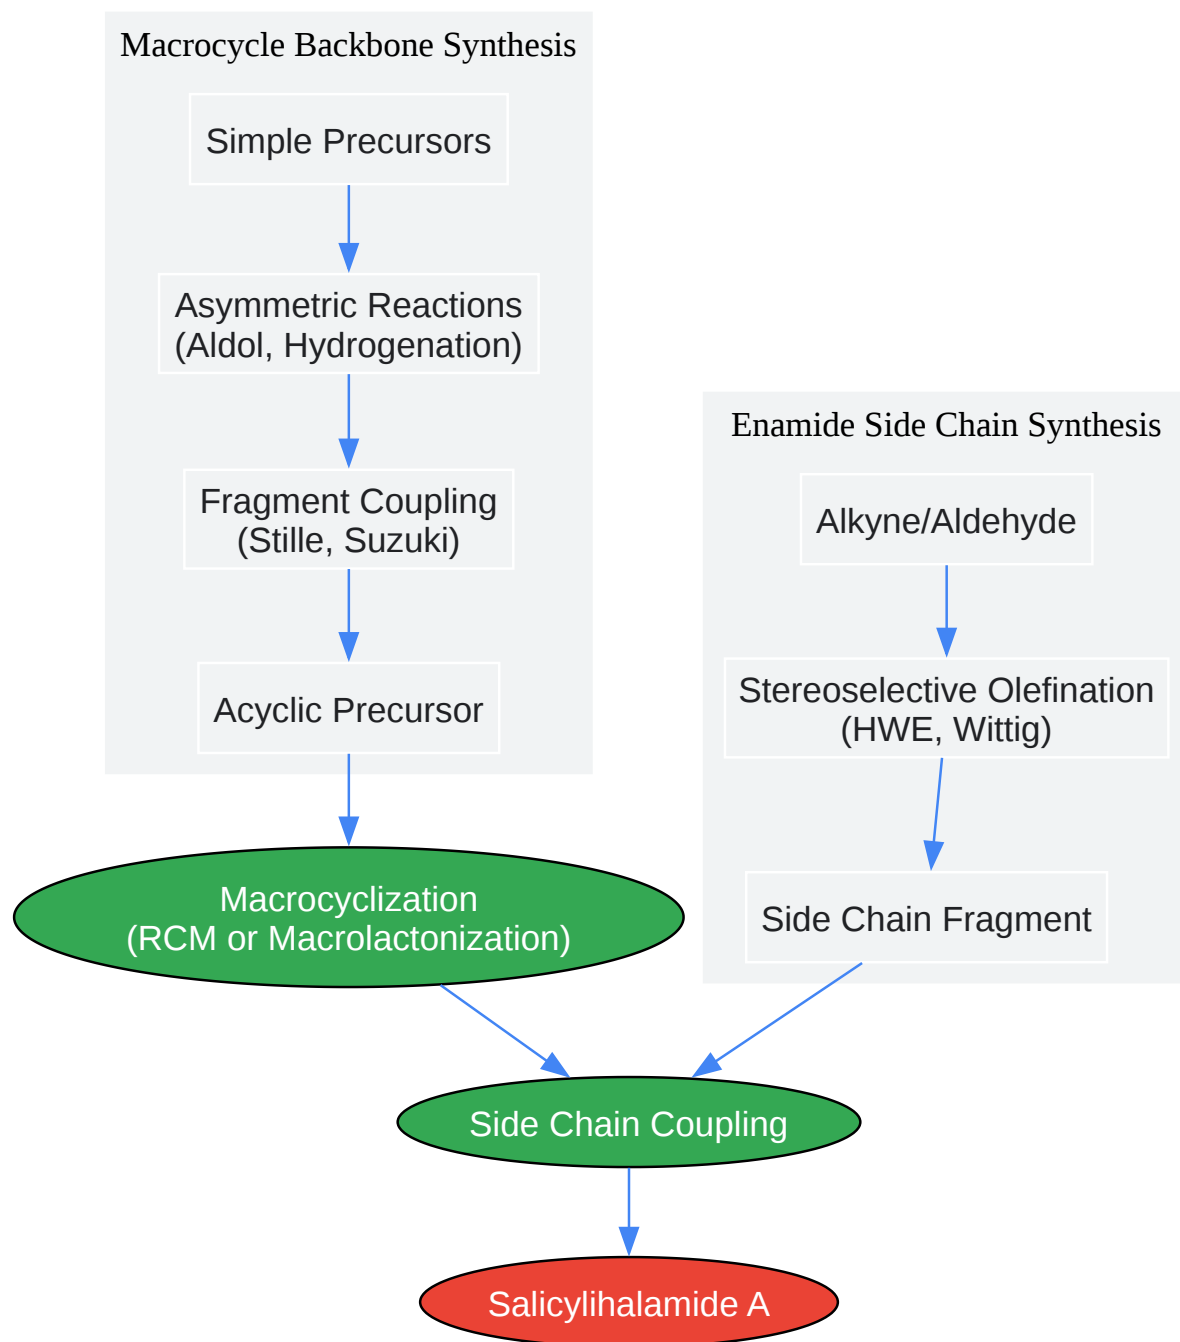 Macrocycle Backbone Synthesis
Simple Precursors
Asymmetric Reactions
(Aldol, Hydrogenation)
Fragment Coupling
(Stille, Suzuki)
Acyclic Precursor
Macrocyclization
(RCM or Macrolactonization)
Enamide Side Chain Synthesis
Alkyne/Aldehyde
Stereoselective Olefination
(HWE, Wittig)
Side Chain Fragment
Side Chain Coupling
Salicylihalamide A